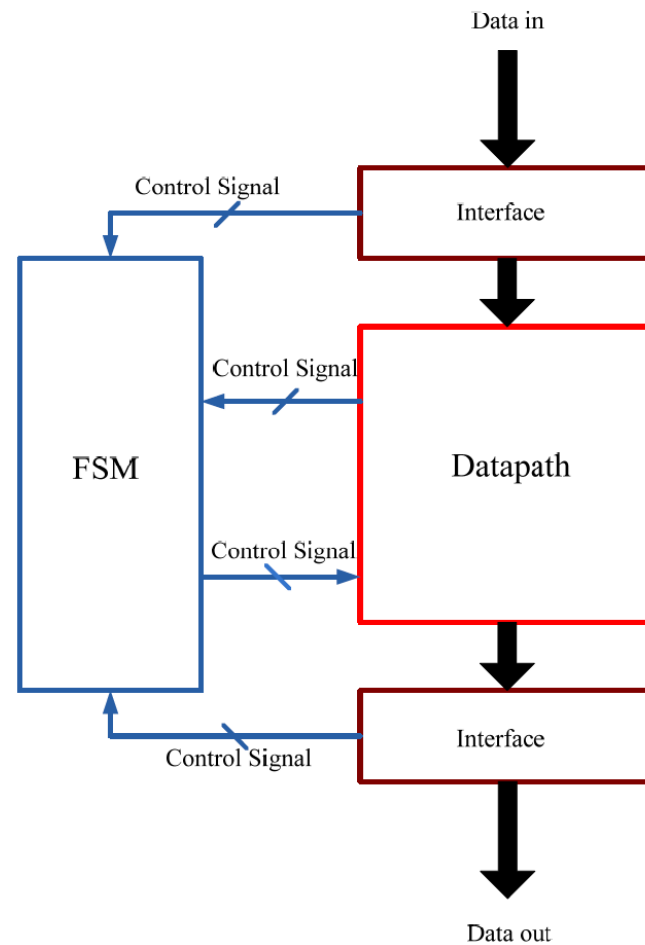 Data in
Control Signal
Interface
Control Signal
FSM
Datapath
Control Signal
Interface
Control Signal
Data out